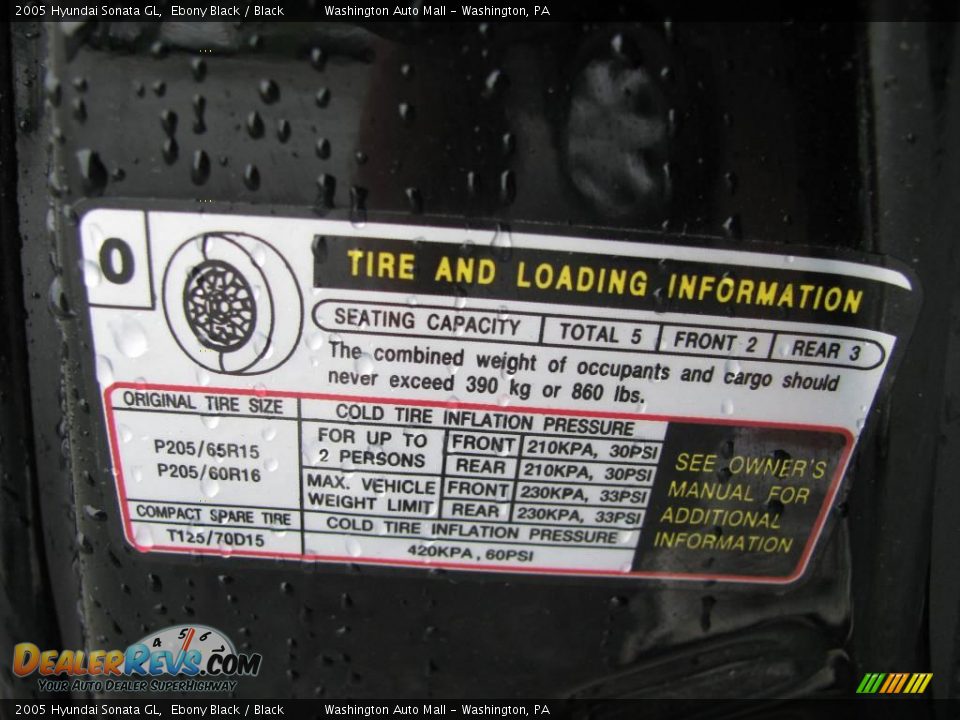 2005 Hyundai Sonata GL, Ebony Black / Black Washington Auto Mall - Washington, PA
O
TIRE AND LOADING INFORMATION
SEATING CAPACITY TOTAL 5 FRONT 2 REAR 3
The combined weight of occupants and cargo should
never exceed 390 kg or 860 lbs.
ORIGINAL TIRE SIZE
P205/65R15
P205/60R16
COMPACT SPARE TIRE
T125/70D15
COLD TIRE INFLATION PRESSURE
FOR UP TO
2 PERSONS
FRONT 210KPA, 30PSI
REAR 210KPA, 30PSI
MAX. VEHICLE
WEIGHT LIMIT
FRONT 230KPA, 33PSI
REAR 230KPA, 33PSI
COLD TIRE INFLATION PRESSURE
420KPA, 60PSI
SEE OWNER'S
MANUAL FOR
ADDITIONAL
INFORMATION
4 5 6
DEALERREVS.COM
YOUR AUTO DEALER SUPERHIGHWAY
2005 Hyundai Sonata GL, Ebony Black / Black Washington Auto Mall - Washington, PA